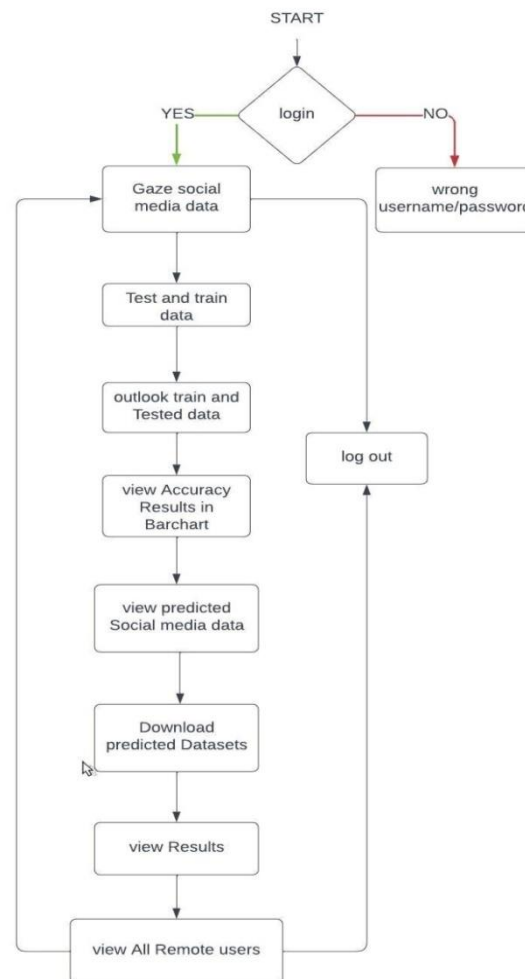 START
login
YES
NO
Gaze social
media data
wrong
username/password
Test and train
data
outlook train and
Tested data
log out
view Accuracy
Results in
Barchart
view predicted
Social media data
Download
predicted Datasets
view Results
view All Remote users